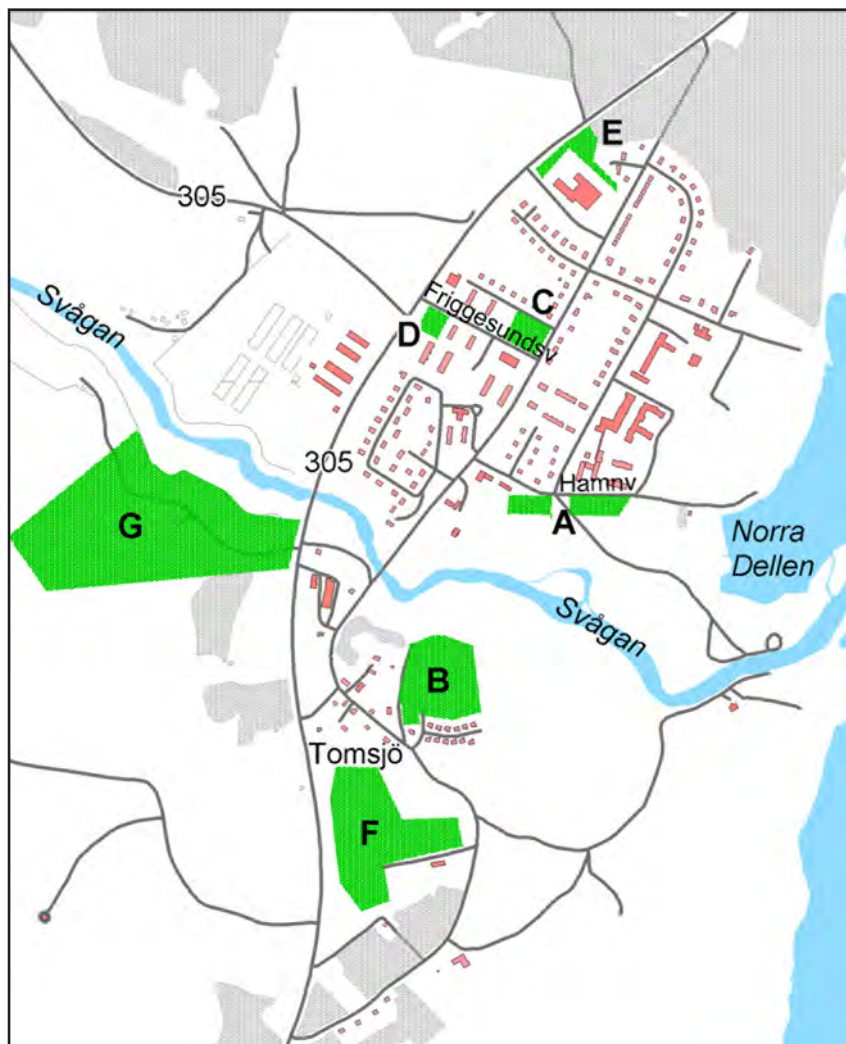 E
305
Svågan
C
Friggesundsv
D
305
Hamnv
G
A
Norra
Dellen
Svågan
B
Tomsjö
F